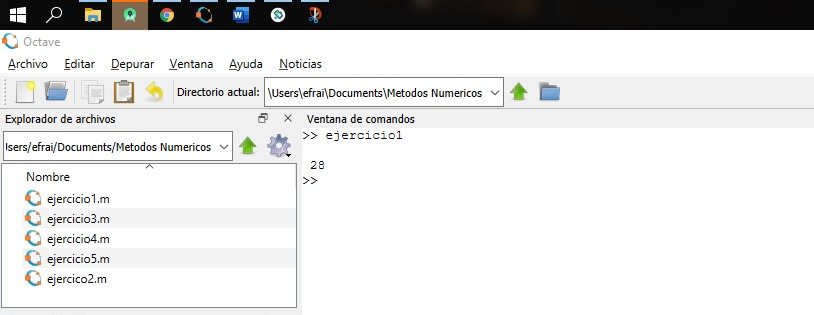 Octave
Archivo Editar Depurar Ventana Ayuda Noticias
Directorio actual: \Users\efrai\Documents\Metodos Numericos
Explorador de archivos
Isers/efrai/Documents/Metodos Numericos
Nombre
ejercicio1.m
ejercicio3.m
ejercicio4.m
ejercicio5.m
ejercico2.m
Ventana de comandos
>> ejercicio1
28
>>